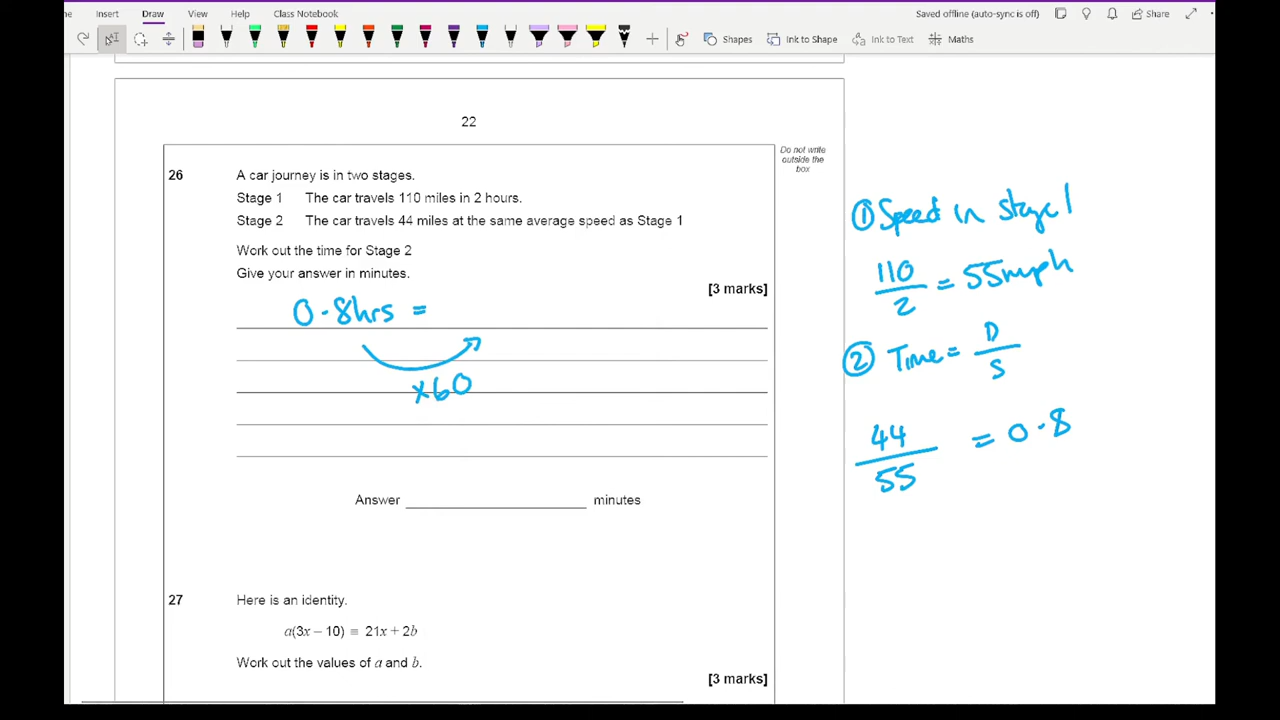 Insert Draw View Help Class Notebook Saved offline (auto-sync is off) Share
Shapes Ink to Shape Ink to Text Maths
22
Do not write
outside the
box
26 A car journey is in two stages.
Stage 1 The car travels 110 miles in 2 hours.
Stage 2 The car travels 44 miles at the same average speed as Stage 1
Work out the time for Stage 2
Give your answer in minutes.
[3 marks]
0.8hrs =
×60
Answer minutes
27 Here is an identity.
a(3x – 10) ≡ 21x + 2b
Work out the values of a and b.
[3 marks]
① Speed in stage 1
110/2 = 55mph
② Time = D/S
44/55 = 0.8